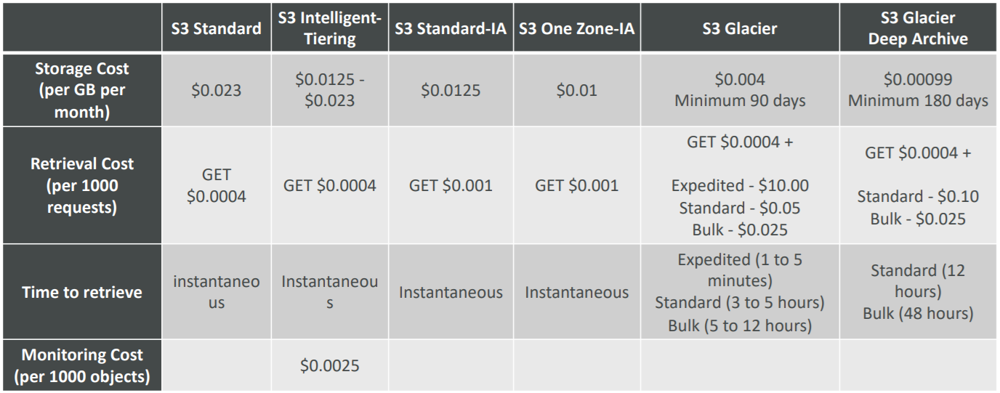 S3 Standard
S3 Intelligent-
Tiering
S3 Standard-IA
S3 One Zone-IA
S3 Glacier
S3 Glacier
Deep Archive
Storage Cost
(per GB per
month)
$0.023
$0.0125 -
$0.023
$0.0125
$0.01
$0.004
Minimum 90 days
$0.00099
Minimum 180 days
Retrieval Cost
(per 1000
requests)
GET
$0.0004
GET $0.0004
GET $0.001
GET $0.001
GET $0.0004 +
Expedited - $10.00
Standard - $0.05
Bulk - $0.025
GET $0.0004 +
Standard - $0.10
Bulk - $0.025
Time to retrieve
instantaneo
us
Instantaneou
s
Instantaneous
Instantaneous
Expedited (1 to 5
minutes)
Standard (3 to 5 hours)
Bulk (5 to 12 hours)
Standard (12
hours)
Bulk (48 hours)
Monitoring Cost
(per 1000 objects)
$0.0025